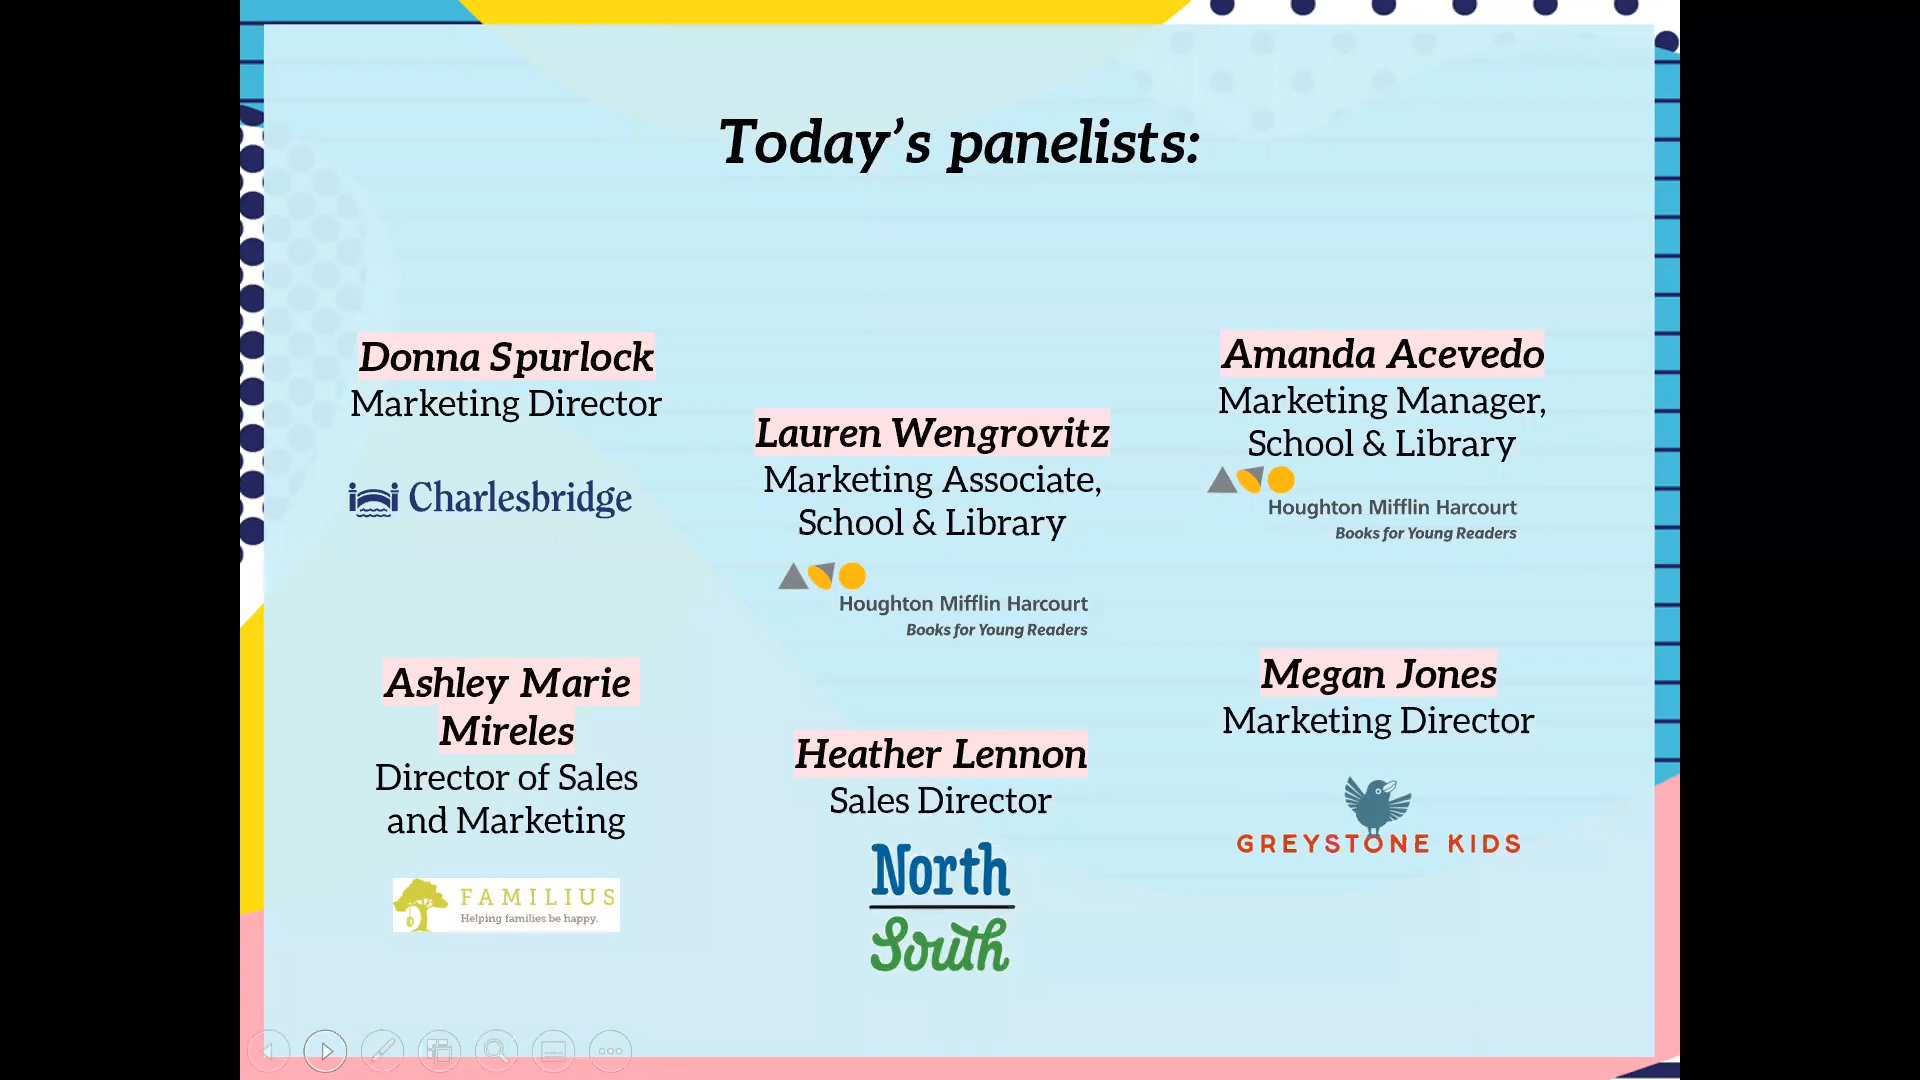 Today’s panelists:
Donna Spurlock
Marketing Director
Charlesbridge
Lauren Wengrovitz
Marketing Associate,
School & Library
Houghton Mifflin Harcourt
Books for Young Readers
Amanda Acevedo
Marketing Manager,
School & Library
Houghton Mifflin Harcourt
Books for Young Readers
Ashley Marie
Mireles
Director of Sales
and Marketing
FAMILIUS
Helping families be happy.
Heather Lennon
Sales Director
North
South
Megan Jones
Marketing Director
GREYSTONE KIDS